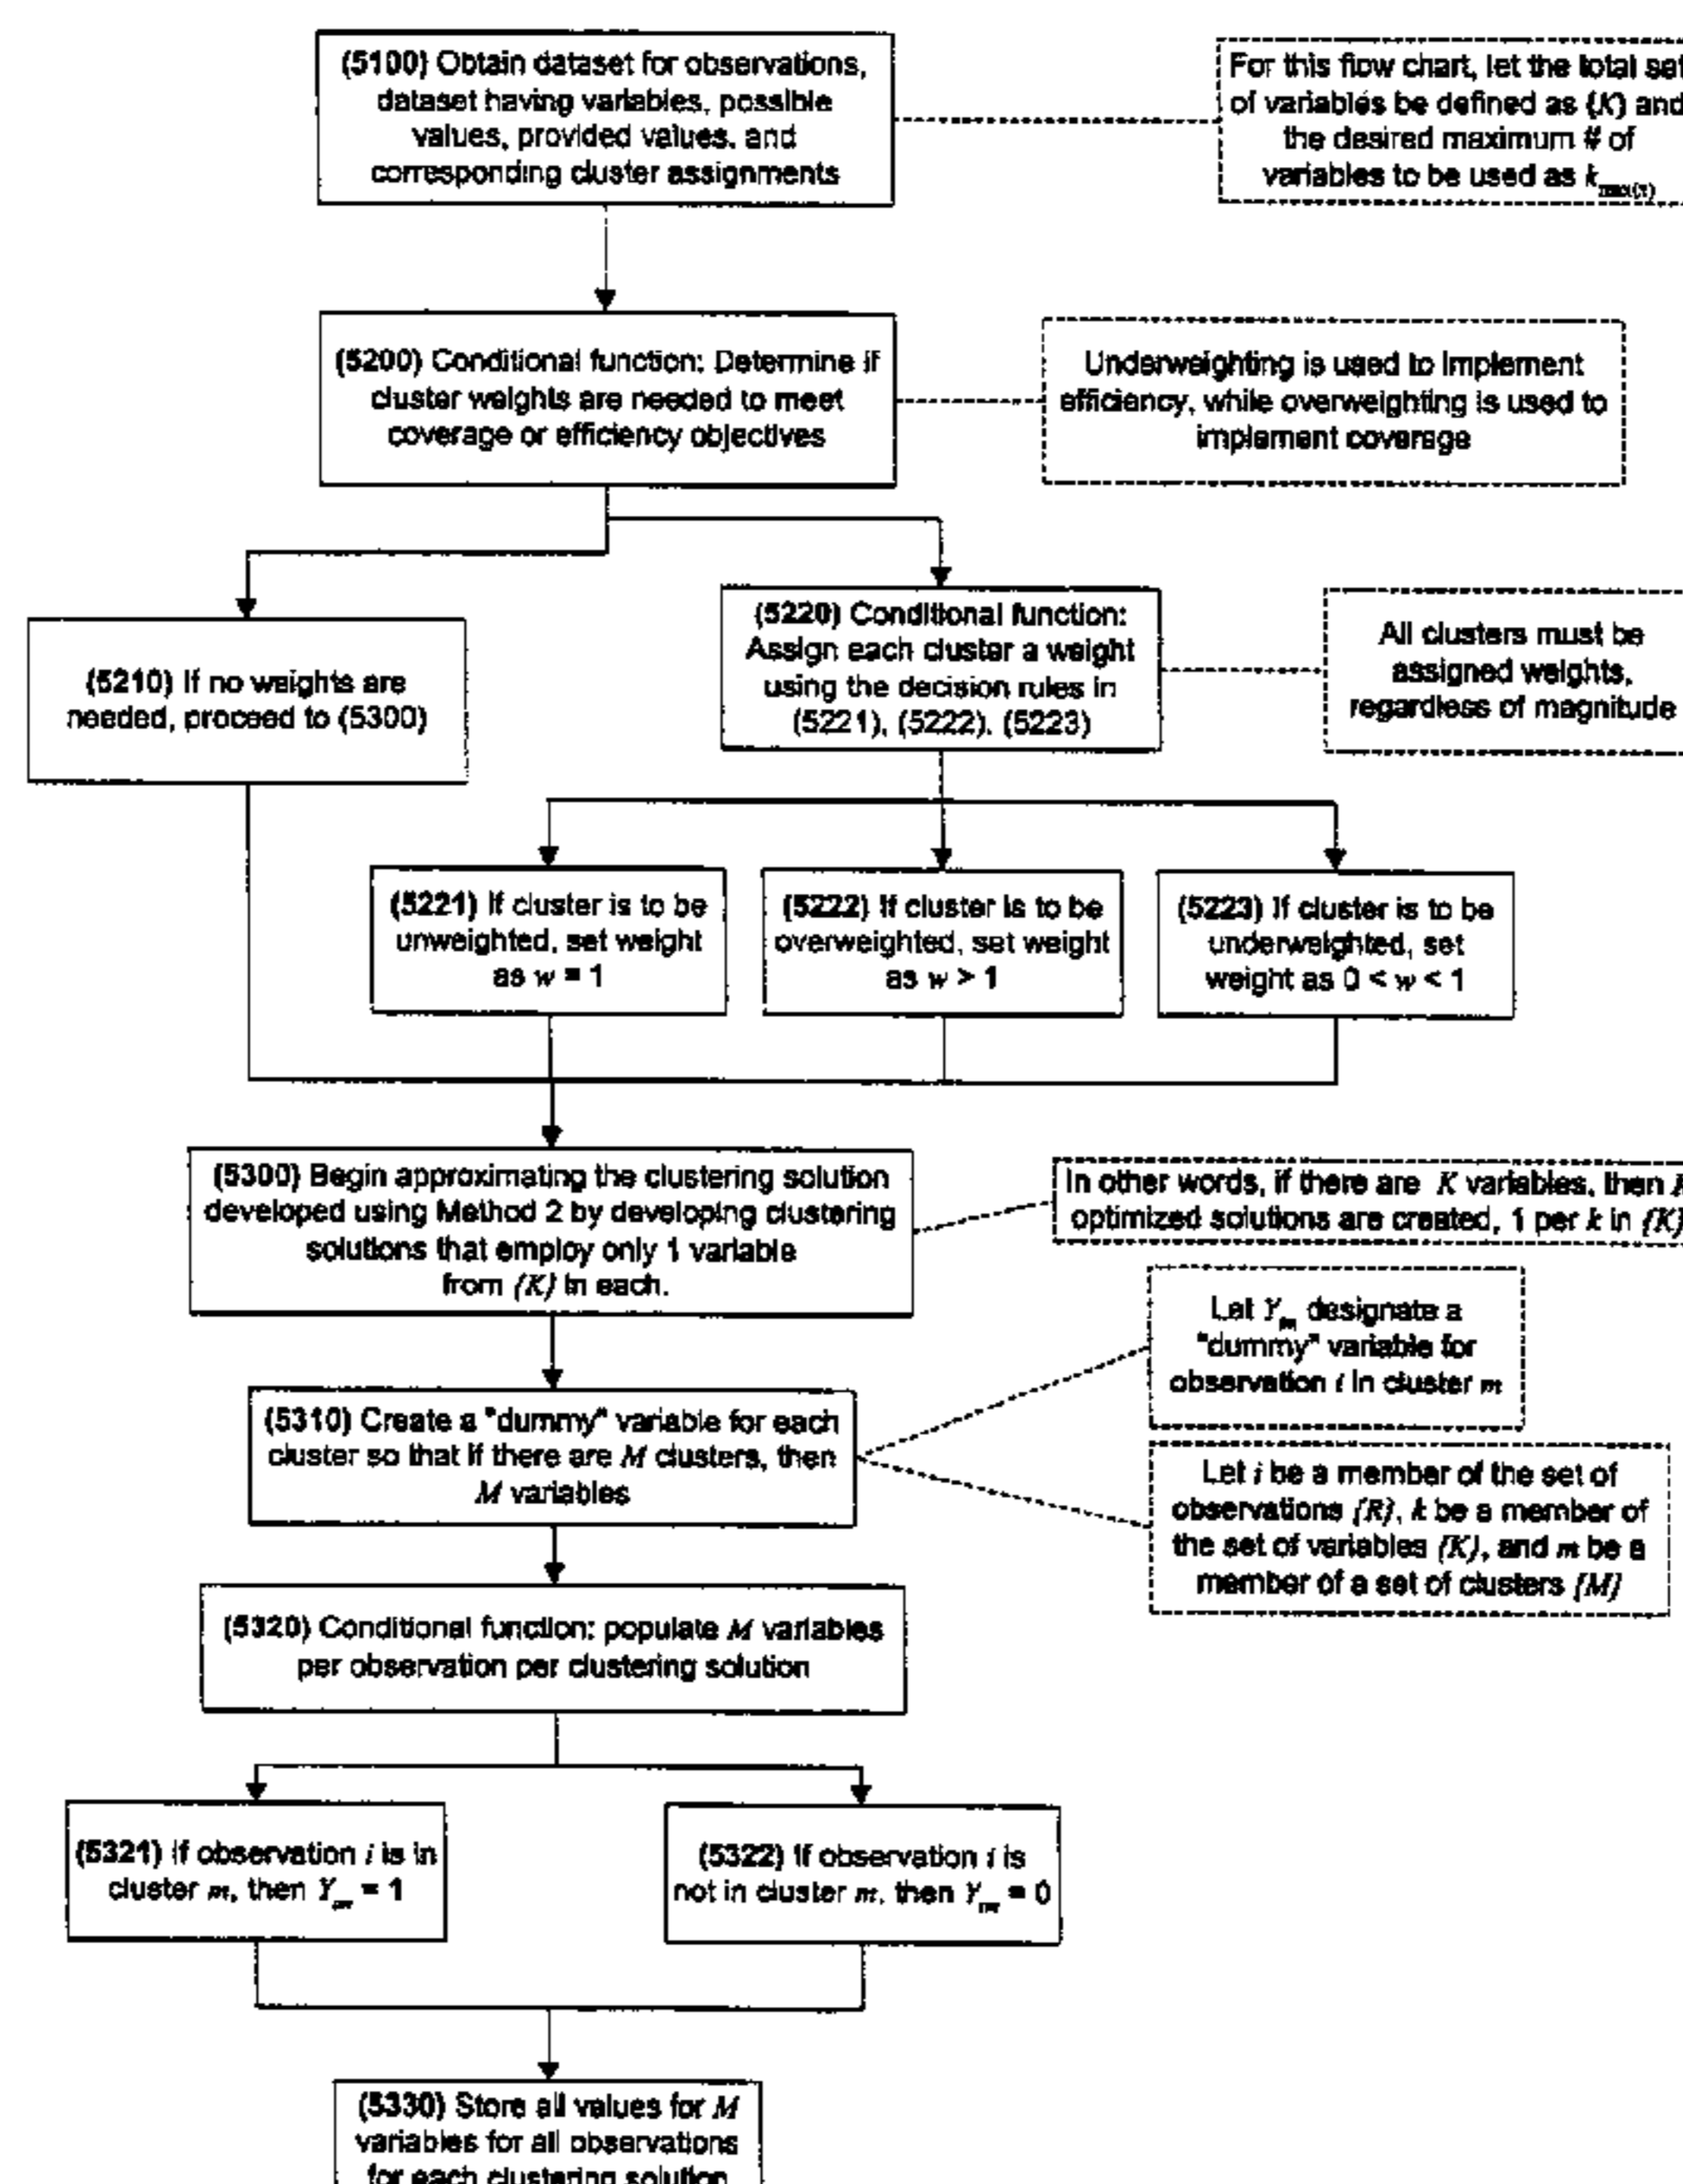 (5100) Obtain dataset for observations,
dataset having variables, possible
values, provided values, and
corresponding cluster assignments
For this flow chart, let the total set
of variables be defined as (K) and
the desired maximum # of
variables to be used as k
(5200) Conditional function: Determine if
cluster weights are needed to meet
coverage or efficiency objectives
Underweighting is used to implement
efficiency, while overweighting is used to
implement coverage
(5210) If no weights are
needed, proceed to (5300)
(5220) Conditional function:
Assign each cluster a weight
using the decision rules in
(5221), (5222), (5223)
All clusters must be
assigned weights,
regardless of magnitude
(5221) If cluster is to be
unweighted, set weight
as w = 1
(5222) If cluster is to be
overweighted, set weight
as w > 1
(5223) If cluster is to be
underweighted, set
weight as 0 < w < 1
(5300) Begin approximating the clustering solution
developed using Method 2 by developing clustering
solutions that employ only 1 variable
from {K} in each.
In other words, if there are K variables, then
optimized solutions are created, 1 per k in {K}
(5310) Create a "dummy" variable for each
cluster so that if there are M clusters, then
M variables
Let Y designate a
"dummy" variable for
observation i in cluster m
Let i be a member of the set of
observations {R}, k be a member of
the set of variables {K}, and m be a
member of a set of clusters {M}
(5320) Conditional function: populate M variables
per observation per clustering solution
(5321) If observation i is in
cluster m, then Y = 1
(5322) If observation i is
not in cluster m, then Y = 0
(5330) Store all values for M
variables for all observations
for each clustering solution